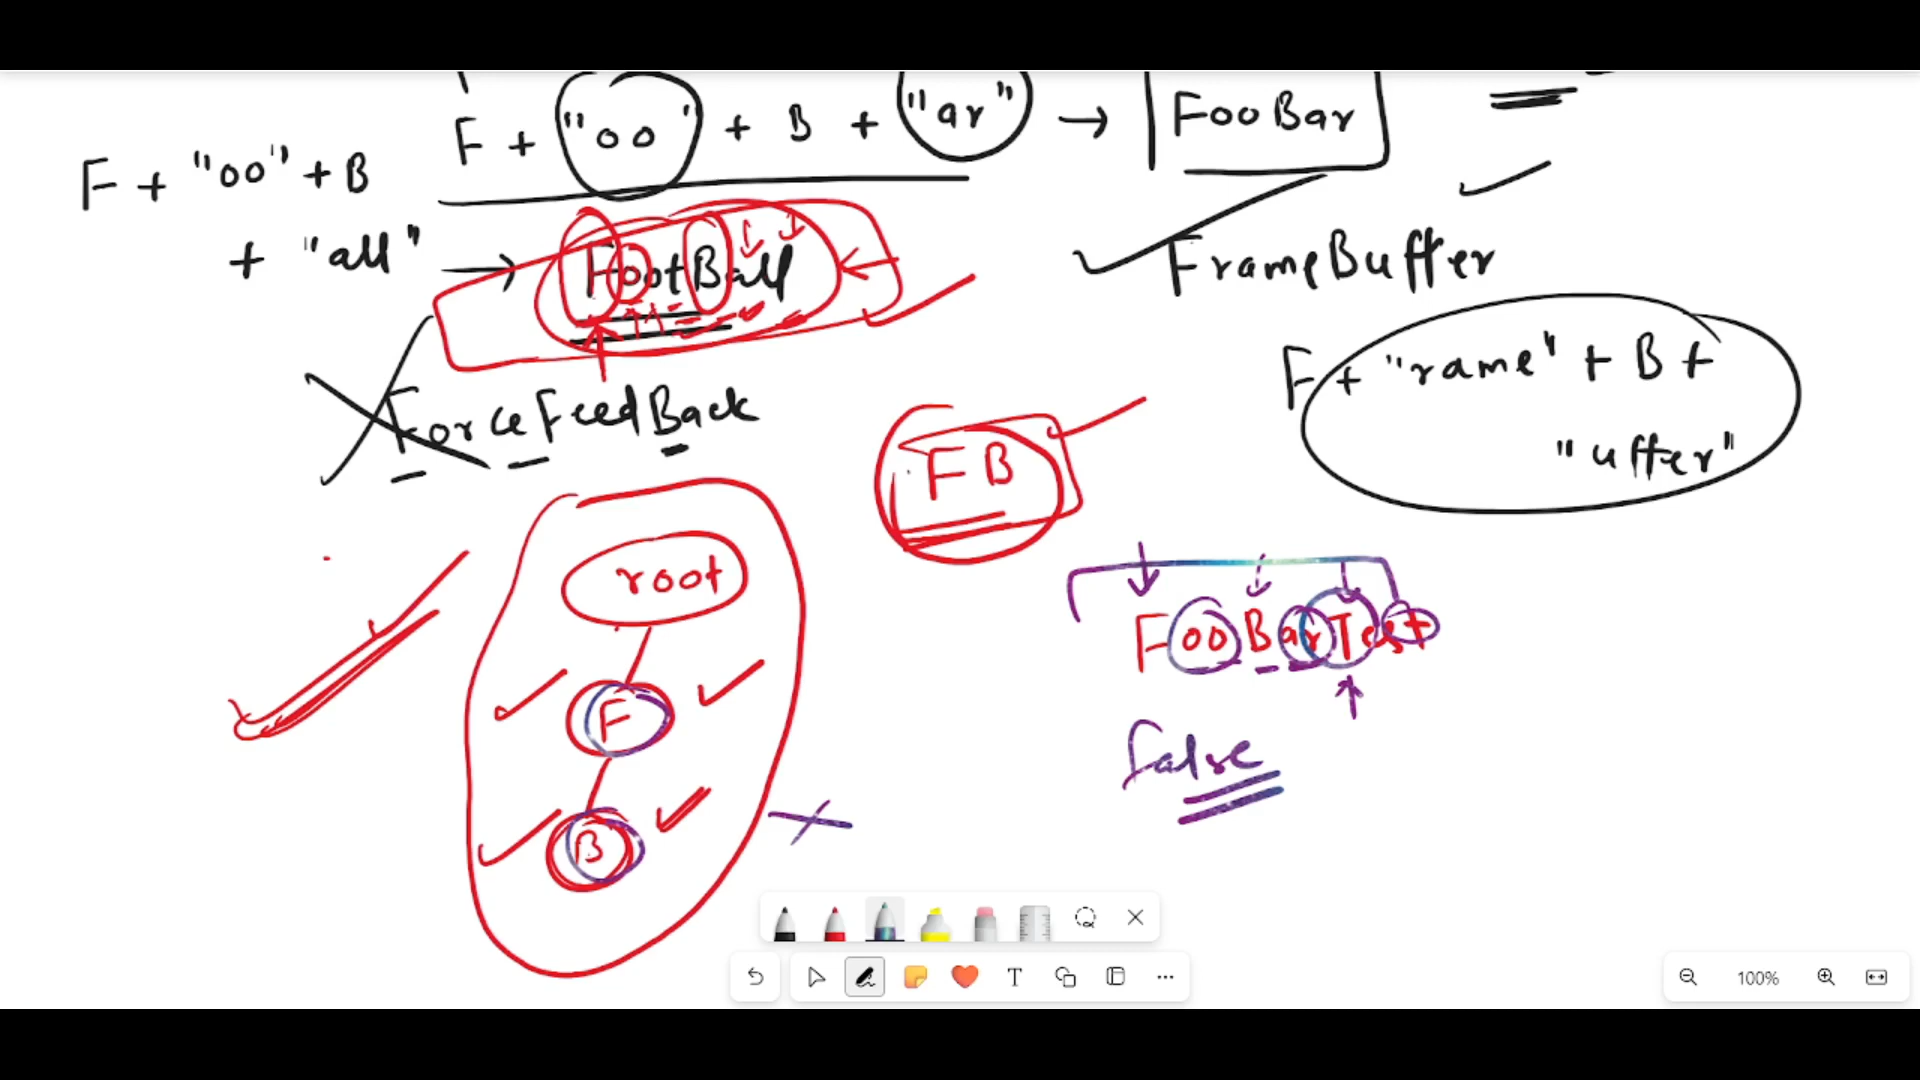 F + "oo" + B + "ar" → FooBar
F + "oo" + B
+ "all" → FootBall
FrameBuffer
F + "rame" + B +
"uffer"
ForceFeedBack
FB
root
F
B
FooBarTest
false
T
100%